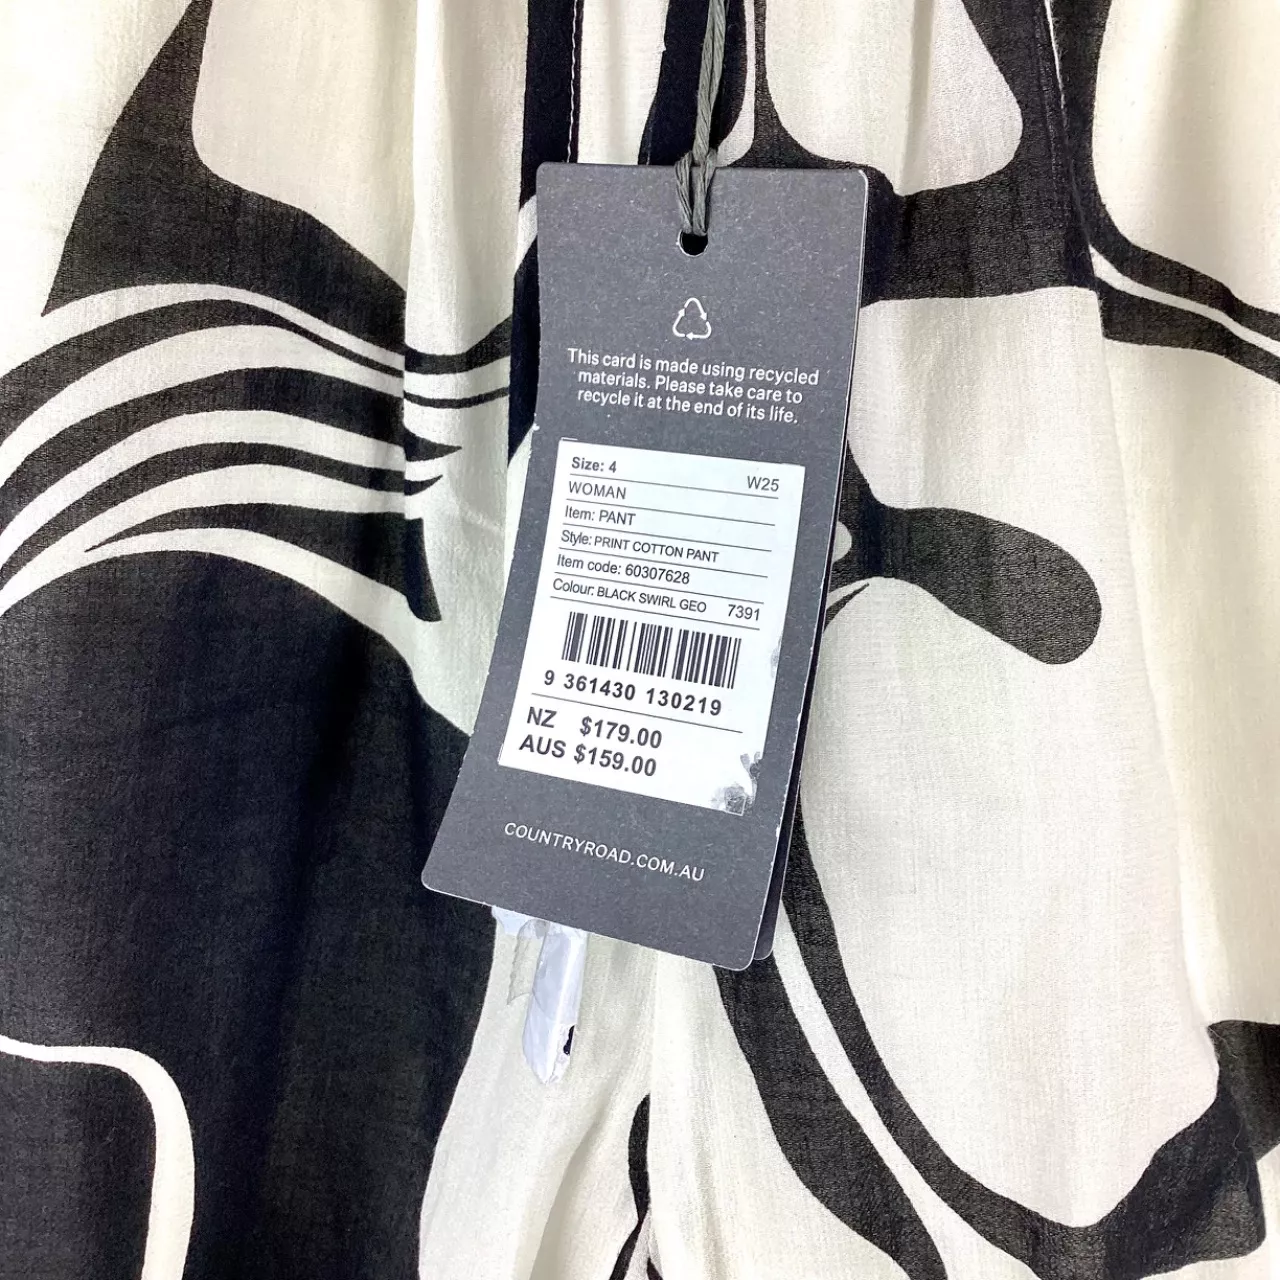 This card is made using recycled
materials. Please take care to
recycle it at the end of its life.
Size: 4 W25
WOMAN
Item: PANT
Style: PRINT COTTON PANT
Item code: 60307628
Colour: BLACK SWIRL GEO 7391
9 361430 130219
NZ $179.00
AUS $159.00
COUNTRYROAD.COM.AU